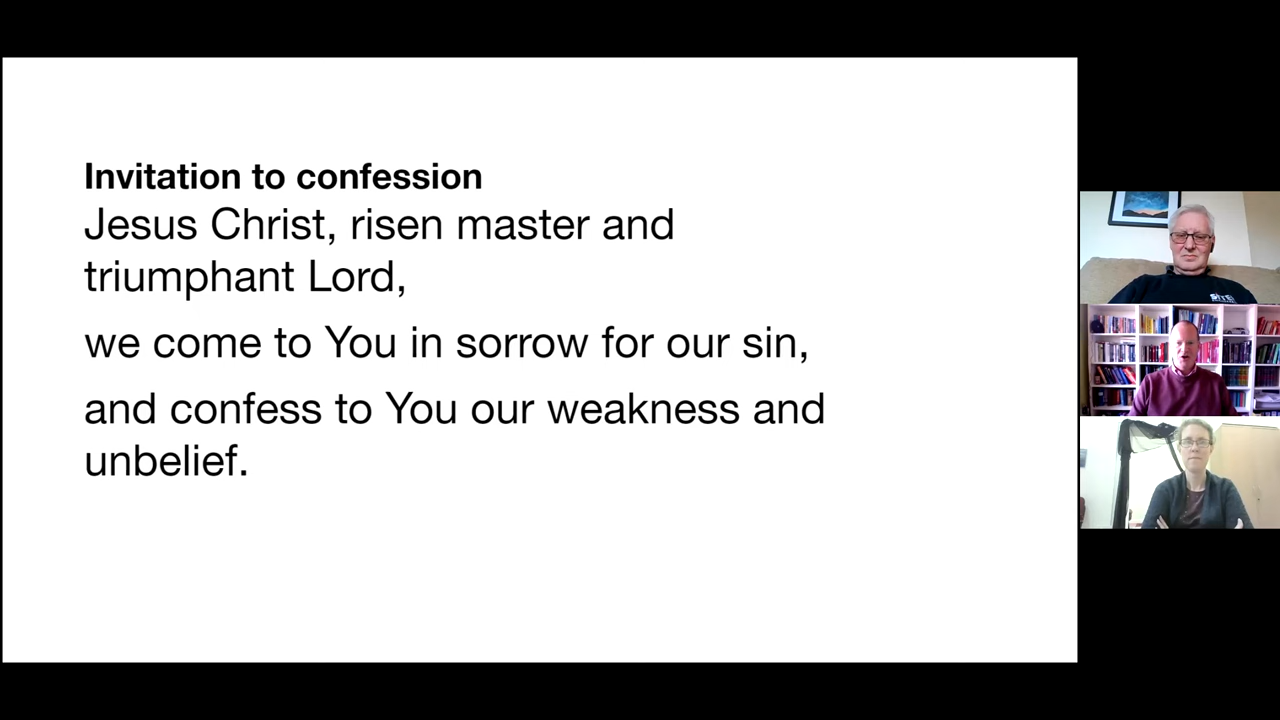 Invitation to confession
Jesus Christ, risen master and
triumphant Lord,
we come to You in sorrow for our sin,
and confess to You our weakness and
unbelief.